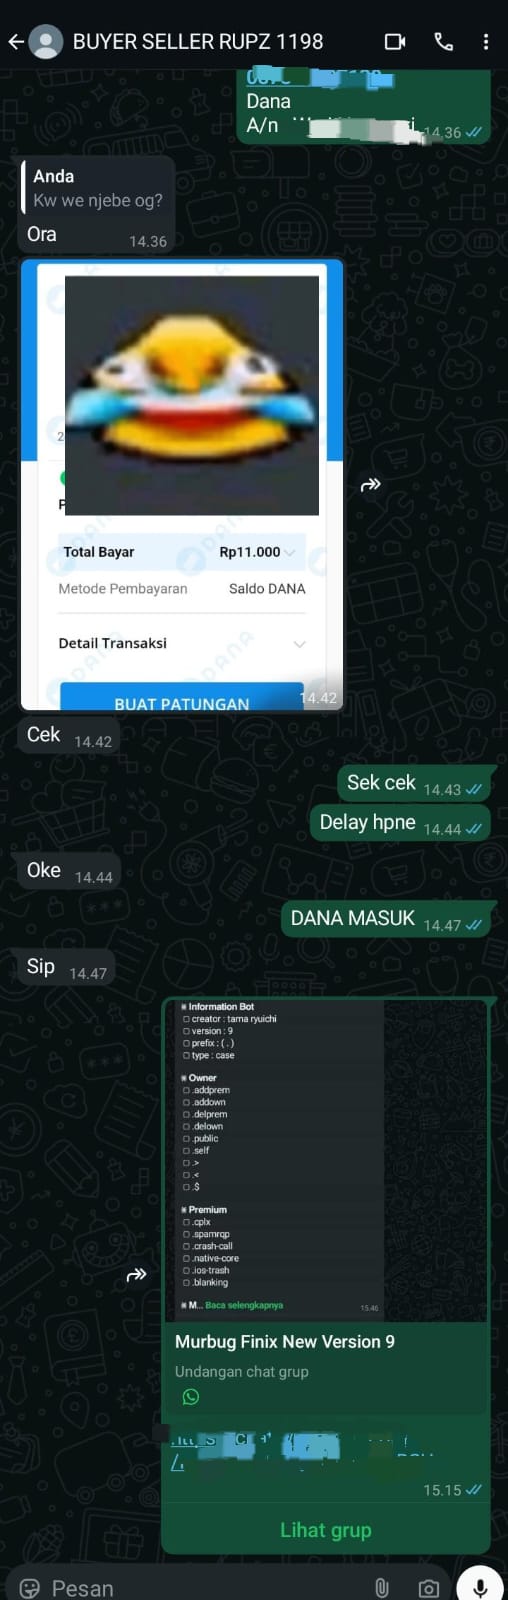 BUYER SELLER RUPZ 1198
Dana
A/n
14.36
Anda
Kw we njebe og?
Ora
14.36
Total Bayar Rp11.000
Metode Pembayaran Saldo DANA
Detail Transaksi
BUAT PATUNGAN
14.42
Cek 14.42
Sek cek 14.43
Delay hpne 14.44
Oke 14.44
DANA MASUK 14.47
Sip 14.47
Information Bot
creator : tama ryuichi
version : 9
prefix : ( . )
type : case
Owner
.addprem
.addown
.delprem
.delown
.public
.self
.>
.<
.$
Premium
.cplx
.spamrqp
.crash-call
.native-core
.ios-trash
.blanking
M... Baca selengkapnya
15.46
Murbug Finix New Version 9
Undangan chat grup
15.15
Lihat grup
Pesan